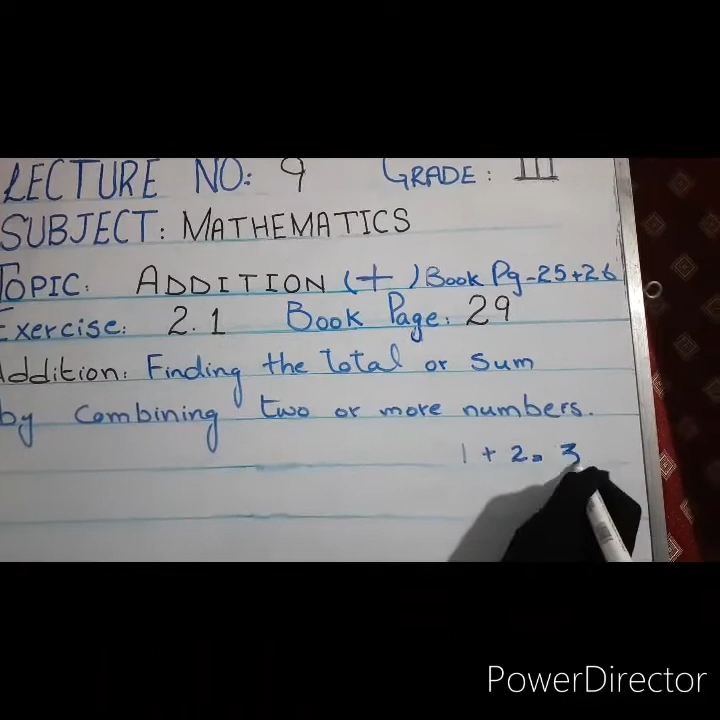 LECTURE NO: 9 GRADE: III
SUBJECT: MATHEMATICS
TOPIC: ADDITION (+) Book Pg-25+26
Exercise: 2.1 Book Page: 29
Addition: Finding the total or sum
by combining two or more numbers.
1 + 2 = 3
PowerDirector